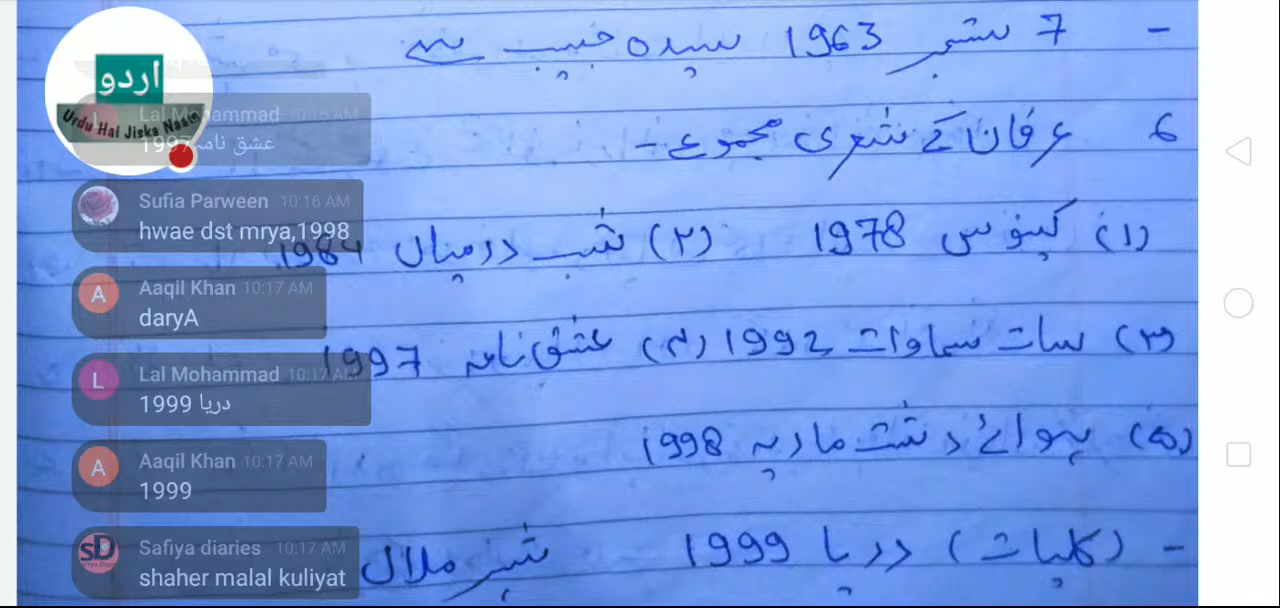 - 7 ستمبر 1963 سیدہ حبیب سے
6 عرفان کے شعری مجموعے -
(۱) کینوس 1978 (۲) شب درمیاں 1984
(۳) سات سماوات 1992 (۴) عشق نامہ 1997
(۵) ہوائے دشت ماریہ 1998
- (کلیات) دریا 1999 شہر ملال
اردو
Urdu Hai Jiska Naam
Lal Mohammad 10:16 AM
عشق نامہ 1997
Sufia Parween 10:16 AM
hwae dst mrya,1998
Aaqil Khan 10:17 AM
daryA
Lal Mohammad 10:17 AM
دریا 1999
Aaqil Khan 10:17 AM
1999
Safiya diaries 10:17 AM
shaher malal kuliyat